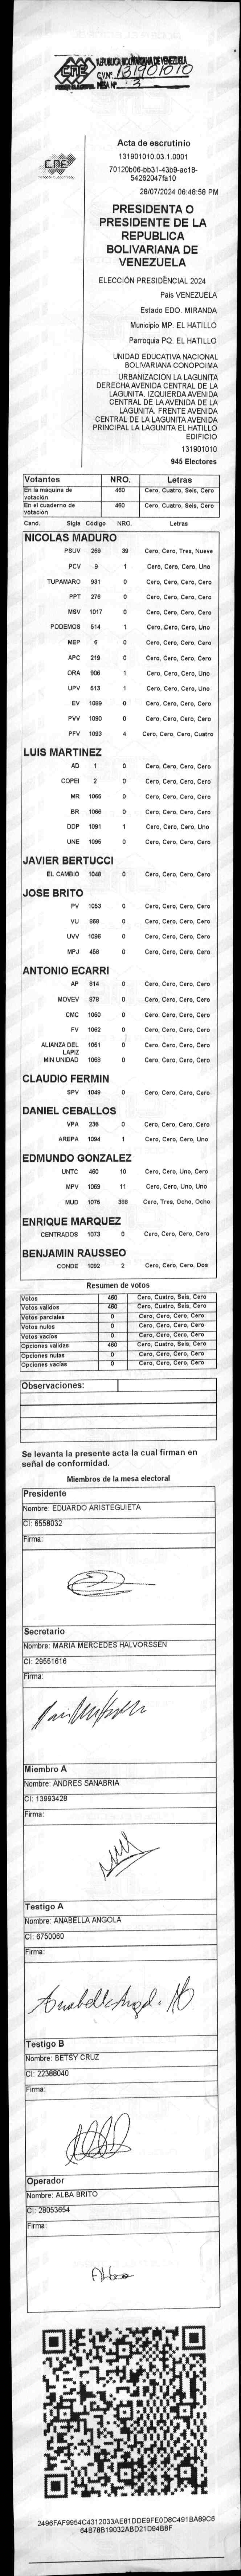 CNE
REPUBLICA BOLIVARIANA DE VENEZUELA
CV.Nº 131901010
MESA Nº 3
CNE
Acta de escrutinio
131901010.03.1.0001
70120b06-bb31-43b9-ac18-
54262047fa10
28/07/2024 06:48:58 PM
PRESIDENTA O
PRESIDENTE DE LA
REPUBLICA
BOLIVARIANA DE
VENEZUELA
ELECCIÓN PRESIDENCIAL 2024
Pais VENEZUELA
Estado EDO. MIRANDA
Municipio MP. EL HATILLO
Parroquia PQ. EL HATILLO
UNIDAD EDUCATIVA NACIONAL
BOLIVARIANA CONOPOIMA
URBANIZACION LA LAGUNITA
DERECHA AVENIDA CENTRAL DE LA
LAGUNITA. IZQUIERDA AVENIDA
CENTRAL DE LA AVENIDA DE LA
LAGUNITA. FRENTE AVENIDA
CENTRAL DE LA LAGUNITA AVENIDA
PRINCIPAL LA LAGUNITA EL HATILLO
EDIFICIO
131901010
945 Electores
Votantes NRO. Letras
En la máquina de votación 460 Cero, Cuatro, Seis, Cero
En el cuaderno de votación 460 Cero, Cuatro, Seis, Cero
Cand. Sigla Código NRO. Letras
NICOLAS MADURO
PSUV 269 39 Cero, Cero, Tres, Nueve
PCV 9 1 Cero, Cero, Cero, Uno
TUPAMARO 931 0 Cero, Cero, Cero, Cero
PPT 276 0 Cero, Cero, Cero, Cero
MSV 1017 0 Cero, Cero, Cero, Cero
PODEMOS 514 1 Cero, Cero, Cero, Uno
MEP 6 0 Cero, Cero, Cero, Cero
APC 219 0 Cero, Cero, Cero, Cero
ORA 906 1 Cero, Cero, Cero, Uno
UPV 513 1 Cero, Cero, Cero, Uno
EV 1089 0 Cero, Cero, Cero, Cero
PVV 1090 0 Cero, Cero, Cero, Cero
PFV 1093 4 Cero, Cero, Cero, Cuatro
LUIS MARTINEZ
AD 1 0 Cero, Cero, Cero, Cero
COPEI 2 0 Cero, Cero, Cero, Cero
MR 1065 0 Cero, Cero, Cero, Cero
BR 1066 0 Cero, Cero, Cero, Cero
DDP 1091 1 Cero, Cero, Cero, Uno
UNE 1095 0 Cero, Cero, Cero, Cero
JAVIER BERTUCCI
EL CAMBIO 1048 0 Cero, Cero, Cero, Cero
JOSE BRITO
PV 1053 0 Cero, Cero, Cero, Cero
VU 868 0 Cero, Cero, Cero, Cero
UVV 1096 0 Cero, Cero, Cero, Cero
MPJ 458 0 Cero, Cero, Cero, Cero
ANTONIO ECARRI
AP 814 0 Cero, Cero, Cero, Cero
MOVEV 978 0 Cero, Cero, Cero, Cero
CMC 1050 0 Cero, Cero, Cero, Cero
FV 1062 0 Cero, Cero, Cero, Cero
ALIANZA DEL LAPIZ 1051 0 Cero, Cero, Cero, Cero
MIN UNIDAD 1068 0 Cero, Cero, Cero, Cero
CLAUDIO FERMIN
SPV 1049 0 Cero, Cero, Cero, Cero
DANIEL CEBALLOS
VPA 236 0 Cero, Cero, Cero, Cero
AREPA 1094 1 Cero, Cero, Cero, Uno
EDMUNDO GONZALEZ
UNTC 460 10 Cero, Cero, Uno, Cero
MPV 1069 11 Cero, Cero, Uno, Uno
MUD 1075 388 Cero, Tres, Ocho, Ocho
ENRIQUE MARQUEZ
CENTRADOS 1073 0 Cero, Cero, Cero, Cero
BENJAMIN RAUSSEO
CONDE 1092 2 Cero, Cero, Cero, Dos
Resumen de votos
Votos 460 Cero, Cuatro, Seis, Cero
Votos validos 460 Cero, Cuatro, Seis, Cero
Votos parciales 0 Cero, Cero, Cero, Cero
Votos nulos 0 Cero, Cero, Cero, Cero
Votos vacios 0 Cero, Cero, Cero, Cero
Opciones validas 460 Cero, Cuatro, Seis, Cero
Opciones nulas 0 Cero, Cero, Cero, Cero
Opciones vacias 0 Cero, Cero, Cero, Cero
Observaciones:
Se levanta la presente acta la cual firman en
señal de conformidad.
Miembros de la mesa electoral
Presidente
Nombre: EDUARDO ARISTEGUIETA
CI: 6558032
Firma:
Secretario
Nombre: MARIA MERCEDES HALVORSSEN
CI: 29551616
Firma:
Miembro A
Nombre: ANDRES SANABRIA
CI: 13993428
Firma:
Testigo A
Nombre: ANABELLA ANGOLA
CI: 6750060
Firma:
Testigo B
Nombre: BETSY CRUZ
CI: 22388040
Firma:
Operador
Nombre: ALBA BRITO
CI: 28053654
Firma:
Alba
2496FAF9954C4312033AE81DDE9FE0D8C491BA89C6
64B78B19032ABD21D94B8F